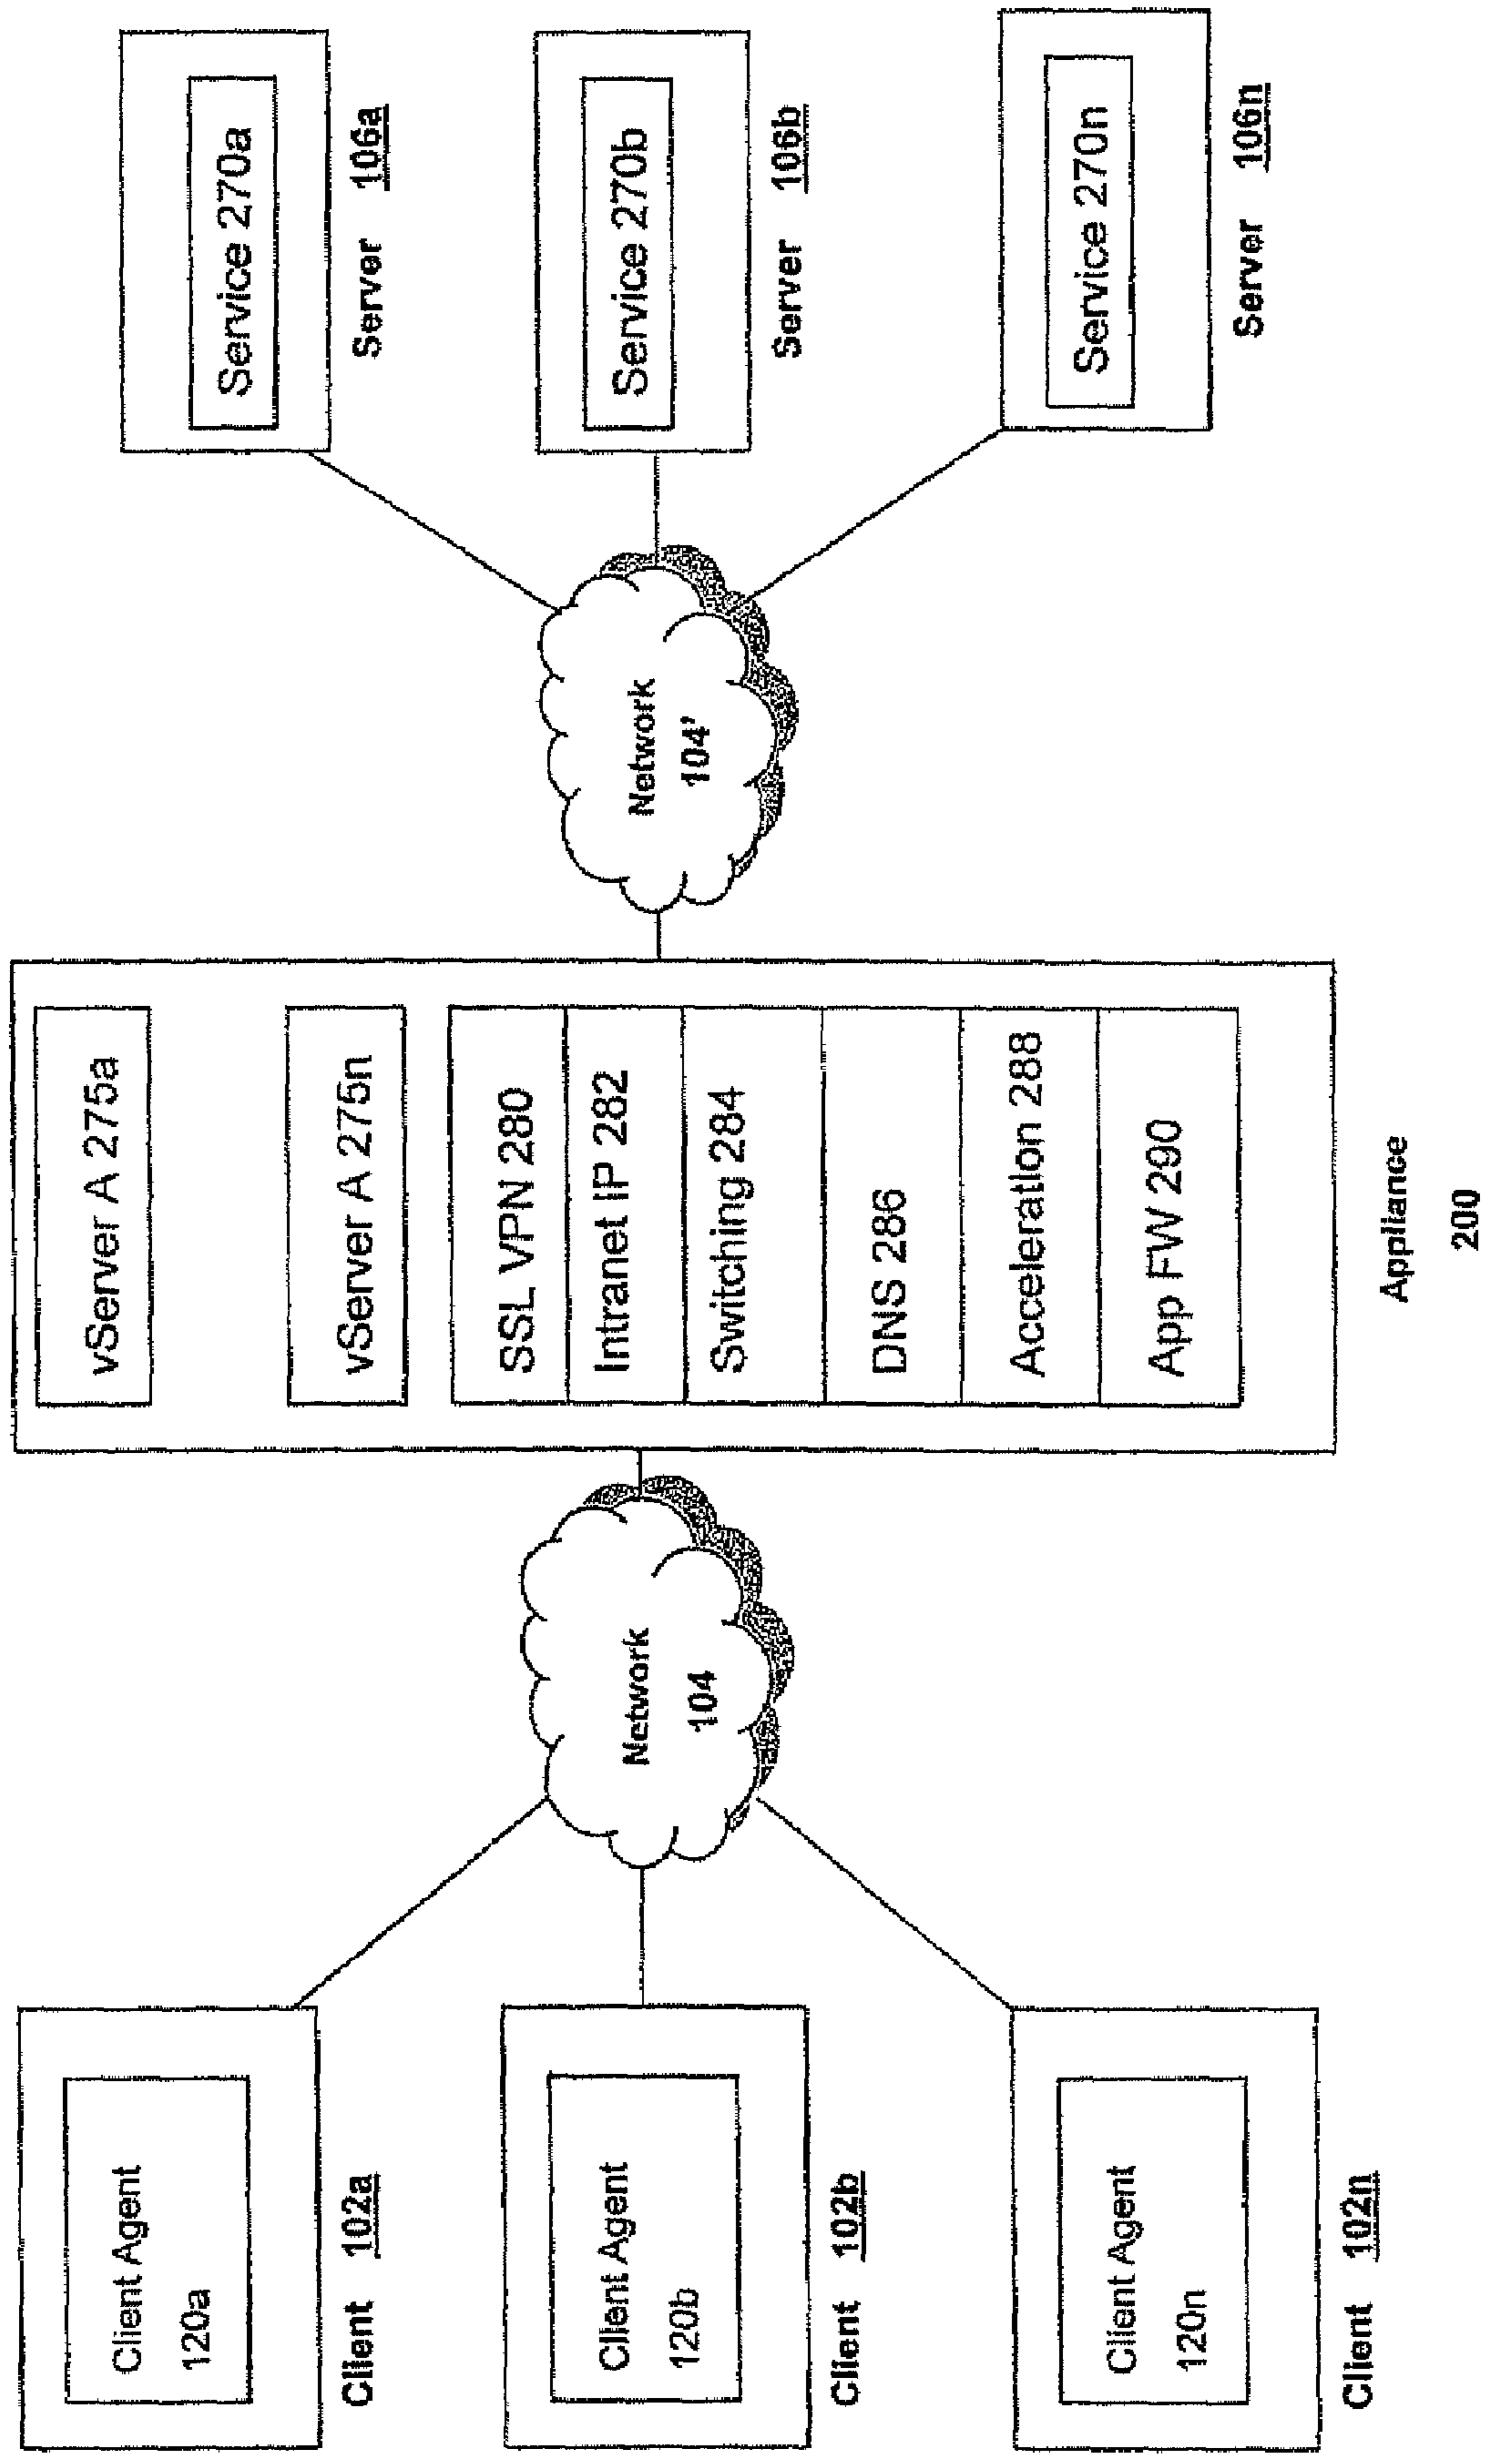 Client Agent
120a
Client 102a
Client Agent
120b
Client 102b
Client Agent
120n
Client 102n
Network
104
vServer A 275a
vServer A 275n
SSL VPN 280
Intranet IP 282
Switching 284
DNS 286
Acceleration 288
App FW 290
Appliance
200
Network
104'
Service 270a
Server 106a
Service 270b
Server 106b
Service 270n
Server 106n